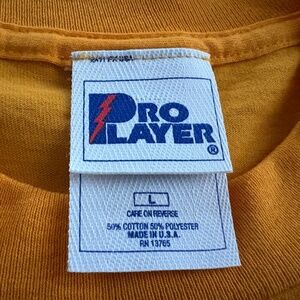 PRO
PLAYER®
L
CARE ON REVERSE
50% COTTON 50% POLYESTER
MADE IN U.S.A.
RN 13765